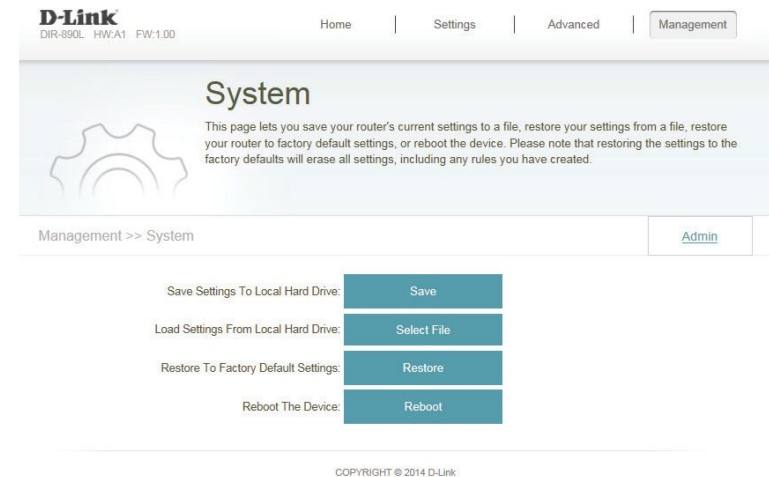 D-Link
DIR-890L HW:A1 FW:1.00
Home
Settings
Advanced
Management
System
This page lets you save your router's current settings to a file, restore your settings from a file, restore
your router to factory default settings, or reboot the device. Please note that restoring the settings to the
factory defaults will erase all settings, including any rules you have created.
Management >> System
Admin
Save Settings To Local Hard Drive: Save
Load Settings From Local Hard Drive: Select File
Restore To Factory Default Settings: Restore
Reboot The Device: Reboot
COPYRIGHT © 2014 D-Link